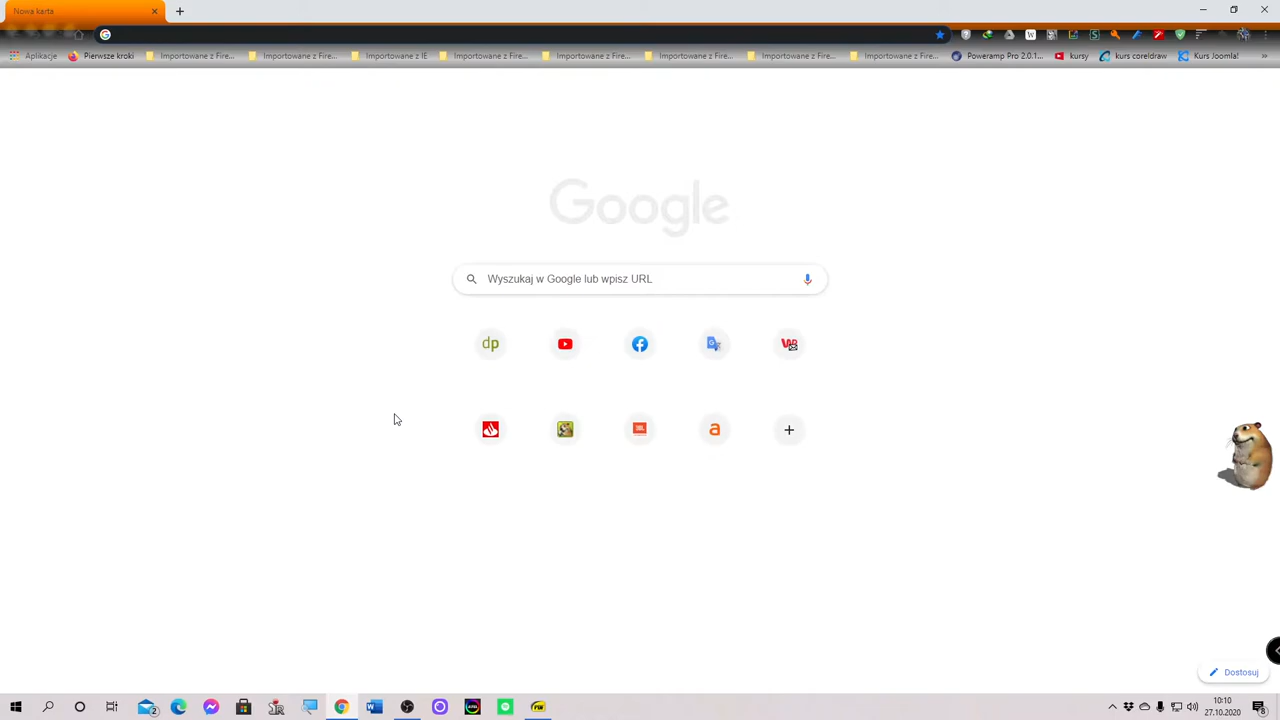 Nowa karta
Aplikacje Pierwsze kroki Importowane z Fire... Importowane z Fire... Importowane z IE Importowane z Fire... Importowane z Fire... Importowane z Fire... Importowane z Fire... Importowane z Fire... Poweramp Pro 2.0.1... kursy kurs coreldraw Kurs Joomla! »
Google
Wyszukaj w Google lub wpisz URL
dp
a
Dostosuj
10:10
27.10.2020
2
8